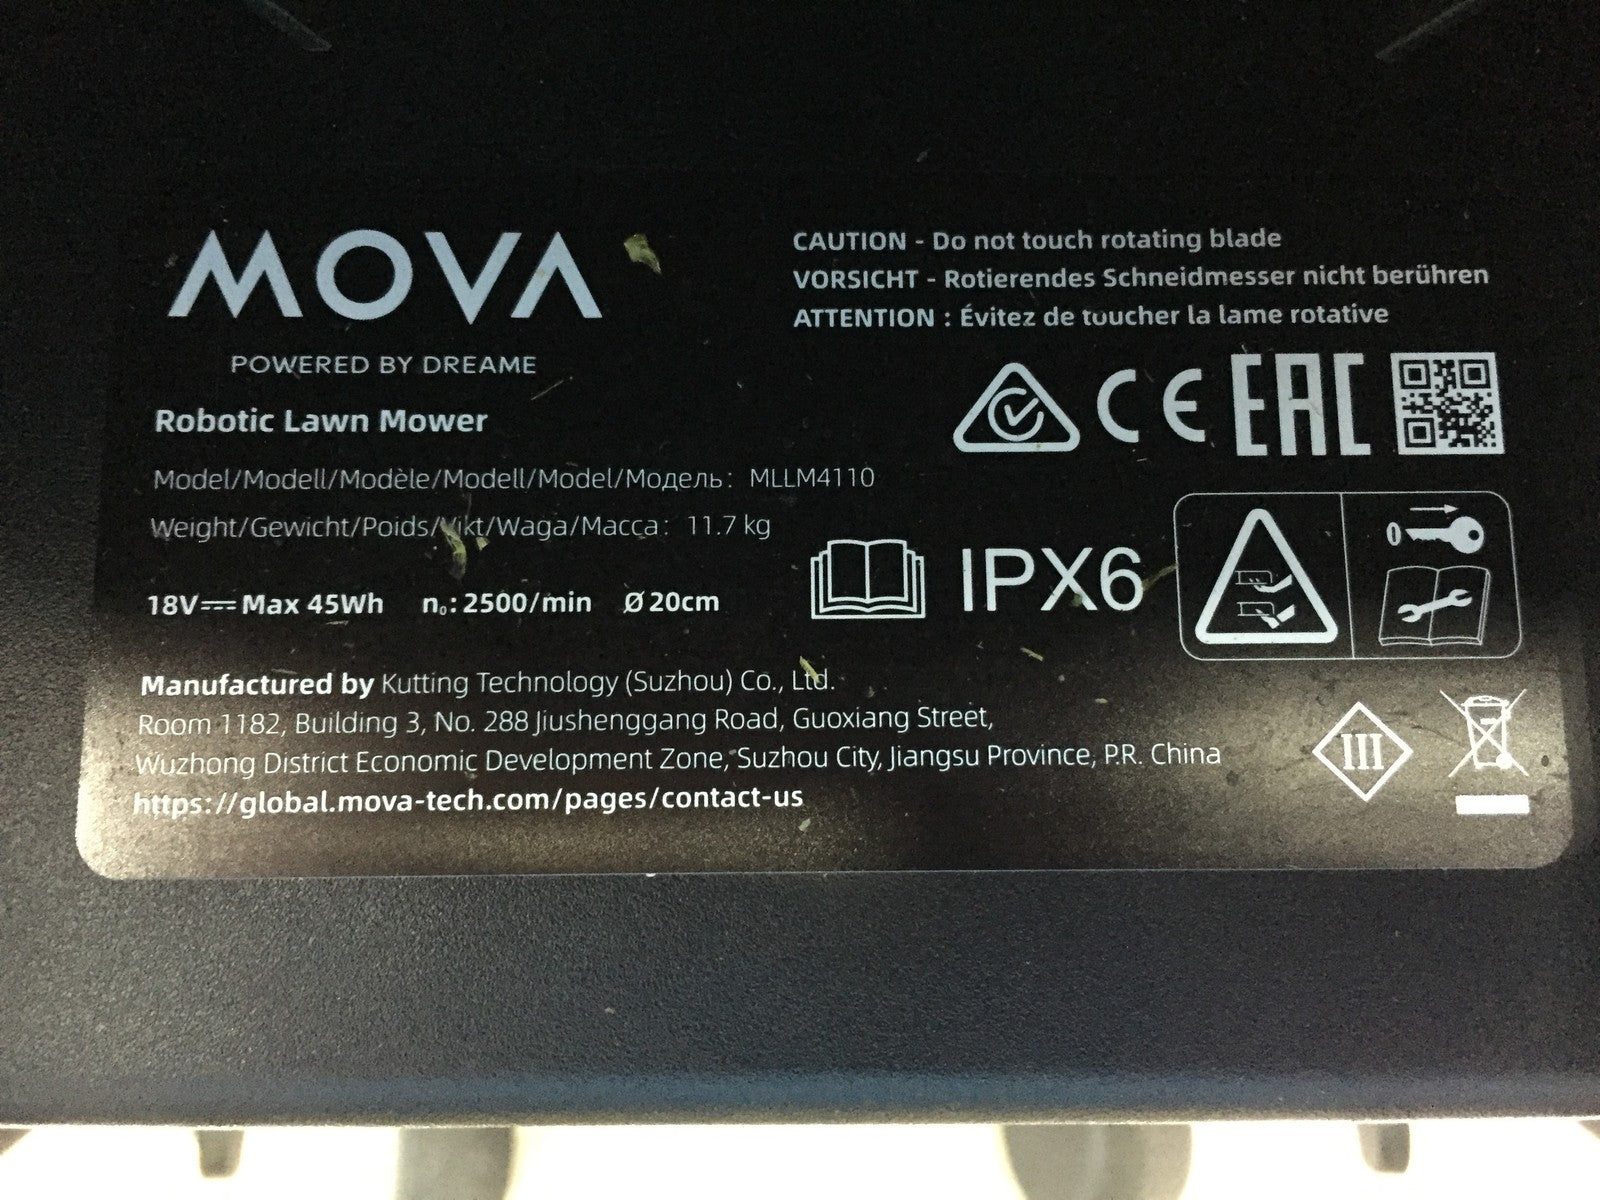 MOVA
POWERED BY DREAME
Robotic Lawn Mower
Model/Modell/Modèle/Modell/Model/Модель: MLLM4110
Weight/Gewicht/Poids/Vikt/Waga/Масса: 11.7 kg
18V⎓Max 45Wh n₀: 2500/min Ø 20cm
CAUTION - Do not touch rotating blade
VORSICHT - Rotierendes Schneidmesser nicht berühren
ATTENTION : Évitez de toucher la lame rotative
CE EAC
IPX6
Manufactured by Kutting Technology (Suzhou) Co., Ltd.
Room 1182, Building 3, No. 288 Jiushenggang Road, Guoxiang Street,
Wuzhong District Economic Development Zone, Suzhou City, Jiangsu Province, P.R. China
https://global.mova-tech.com/pages/contact-us
III